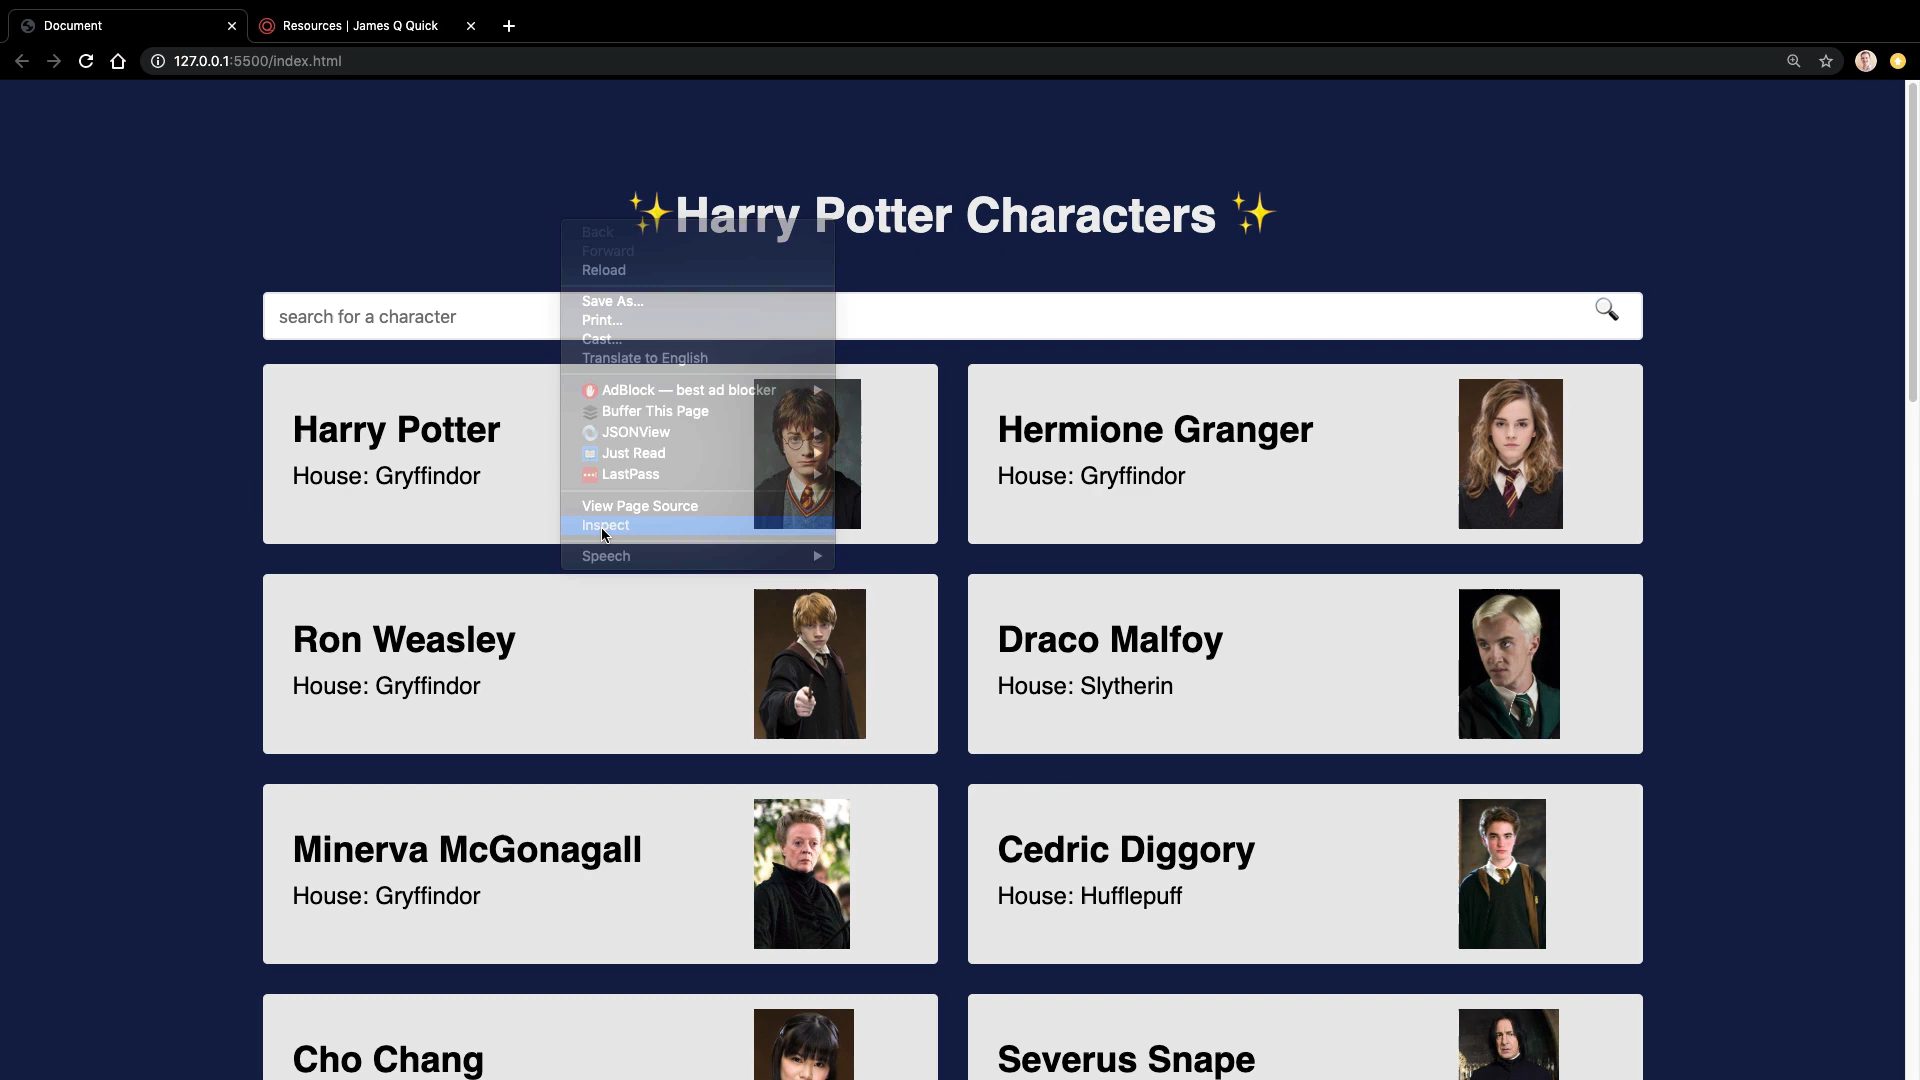 Document
Resources | James Q Quick
127.0.0.1:5500/index.html
✨Harry Potter Characters ✨
search for a character
Back
Forward
Reload
Save As...
Print...
Cast...
Translate to English
AdBlock — best ad blocker
Buffer This Page
JSONView
Just Read
LastPass
View Page Source
Inspect
Speech
Harry Potter
House: Gryffindor
Hermione Granger
House: Gryffindor
Ron Weasley
House: Gryffindor
Draco Malfoy
House: Slytherin
Minerva McGonagall
House: Gryffindor
Cedric Diggory
House: Hufflepuff
Cho Chang
Severus Snape